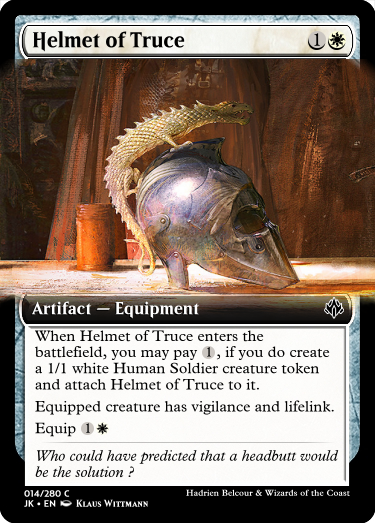 Helmet of Truce 1
Artifact — Equipment
When Helmet of Truce enters the
battlefield, you may pay 1, if you do create
a 1/1 white Human Soldier creature token
and attach Helmet of Truce to it.
Equipped creature has vigilance and lifelink.
Equip 1
Who could have predicted that a headbutt would
be the solution ?
014/280 C
JK • EN Klaus Wittmann
Hadrien Belcour & Wizards of the Coast